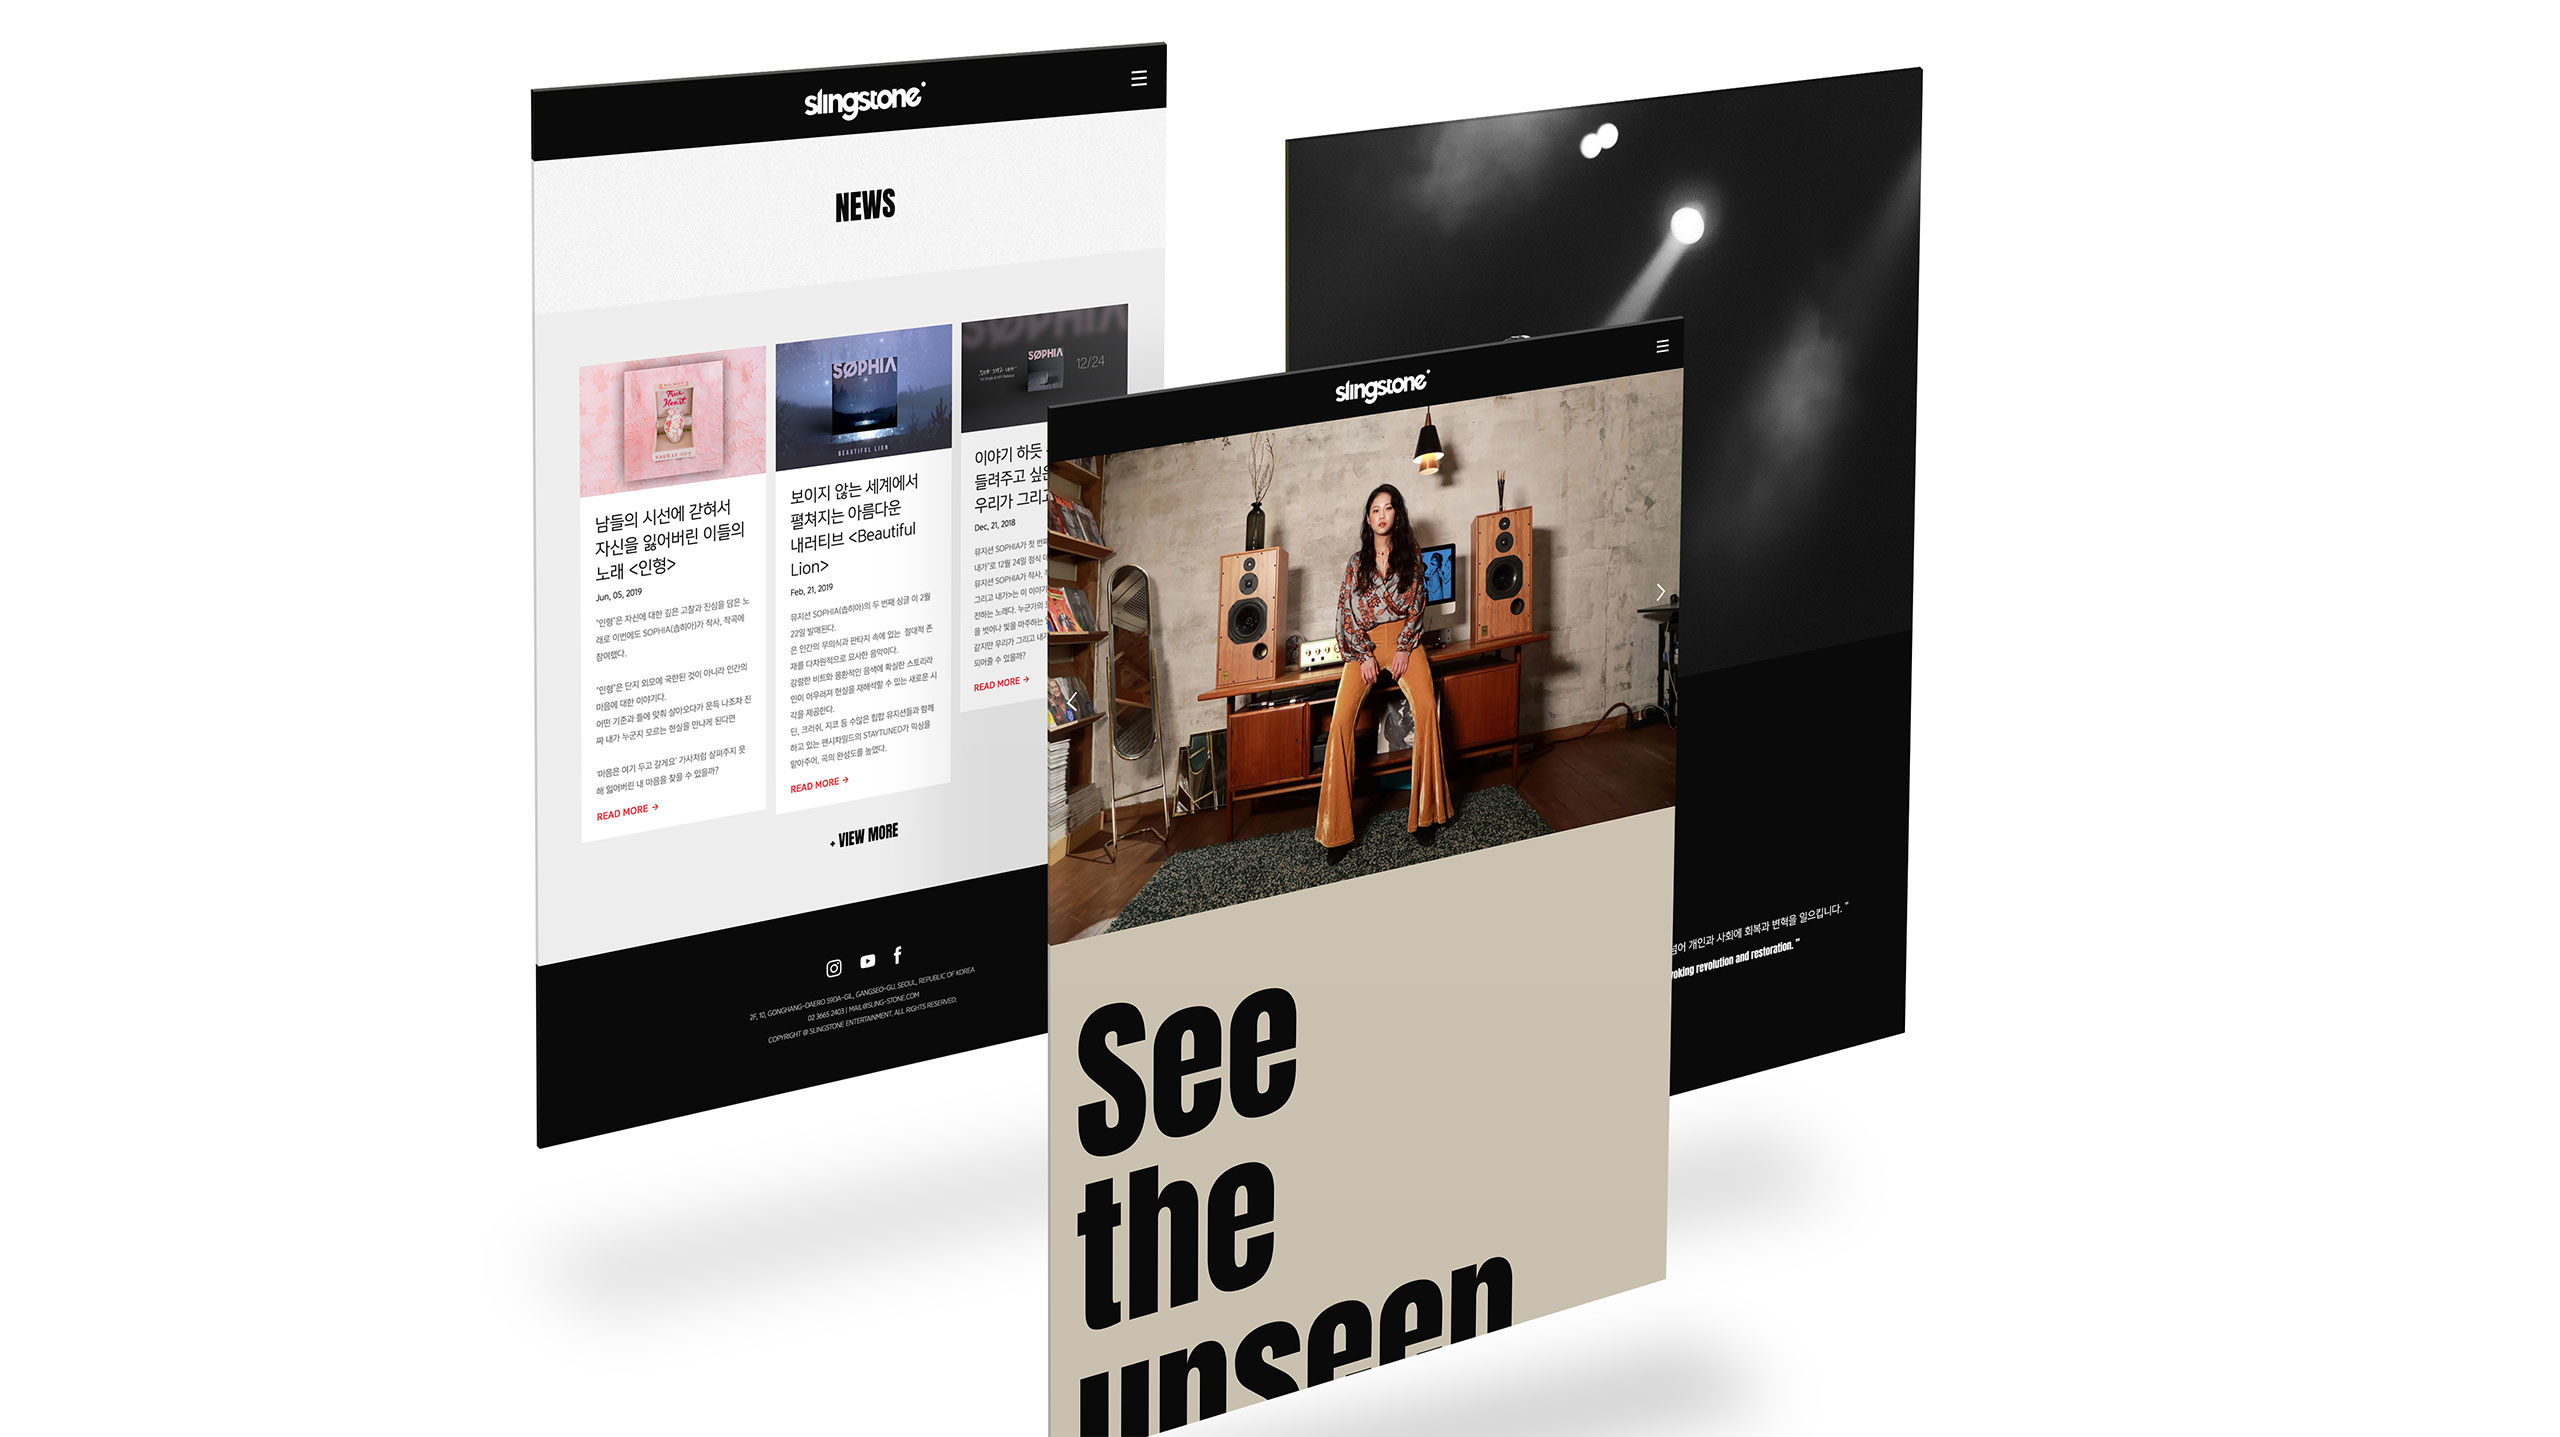 slingstone
NEWS
True
Heart
SØPHIA
BEAUTIFUL LION
SØPHIA
SØPHIA
12/24
남들의 시선에 갇혀서
자신을 잃어버린 이들의
노래 <인형>
Jun, 05, 2019
"인형"은 자신에 대한 깊은 고찰과 진심을 담은 노
래로 이번에도 SOPHIA(솝히아)가 작사, 작곡에
참여했다.
"인형"은 단지 외모에 국한된 것이 아니라 인간의
마음에 대한 이야기다.
어떤 기준과 틀에 맞춰 살아오다가 문득 나조차 진
짜 내가 누군지 모르는 현실을 만나게 된다면
'마음은 여기 두고 갈게요' 가사처럼 살펴주지 못
해 잃어버린 내 마음을 찾을 수 있을까?
READ MORE →
보이지 않는 세계에서
펼쳐지는 아름다운
내러티브 <Beautiful
Lion>
Feb, 21, 2019
뮤지션 SOPHIA(솝히아)의 두 번째 싱글 이 2월
22일 발매된다.
은 인간의 무의식과 판타지 속에 있는 절대적 존
재를 다차원적으로 묘사한 음악이다.
강렬한 비트와 몽환적인 음색에 확실한 스토리라
인이 어우러져 현실을 재해석할 수 있는 새로운 시
각을 제공한다.
딘, 크러쉬, 지코 등 수많은 힙합 뮤지션들과 함께
하고 있는 팬시차일드의 STAYTUNED가 믹싱을
맡아주어, 곡의 완성도를 높였다.
READ MORE →
이야기 하듯
들려주고 싶은
우리가 그리고
Dec, 21, 2018
뮤지션 SOPHIA가 첫 번째
내가"로 12월 24일 정식 데
뮤지션 SOPHIA가 작사,
그리고 내가>는 이 이야기
전하는 노래다. 누군가의
을 벗어나 빛을 마주하는
같지만 우리가 그리고 내가
되어줄 수 있을까?
READ MORE →
+ VIEW MORE
2F, 10, GONGHANG-DAERO 59DA-GIL, GANGSEO-GU, SEOUL, REPUBLIC OF KOREA
02 3665 2403 | MAIL@SLING-STONE.COM
COPYRIGHT @ SLINGSTONE ENTERTAINMENT. ALL RIGHTS RESERVED.
slingstone
See
the
unseen
넘어 개인과 사회에 회복과 변혁을 일으킵니다. "
voking revolution and restoration. "